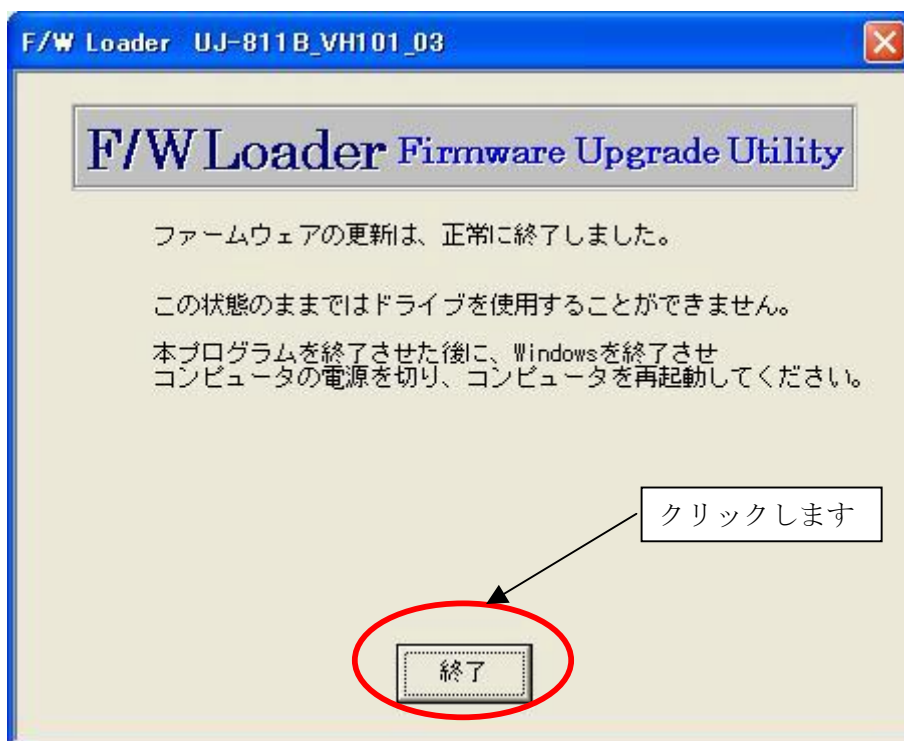 F/W Loader UJ-811B_VH101_03
F/W Loader Firmware Upgrade Utility
ファームウェアの更新は、正常に終了しました。
この状態のままではドライブを使用することができません。
本プログラムを終了させた後に、Windowsを終了させ
コンピュータの電源を切り、コンピュータを再起動してください。
クリックします
終了